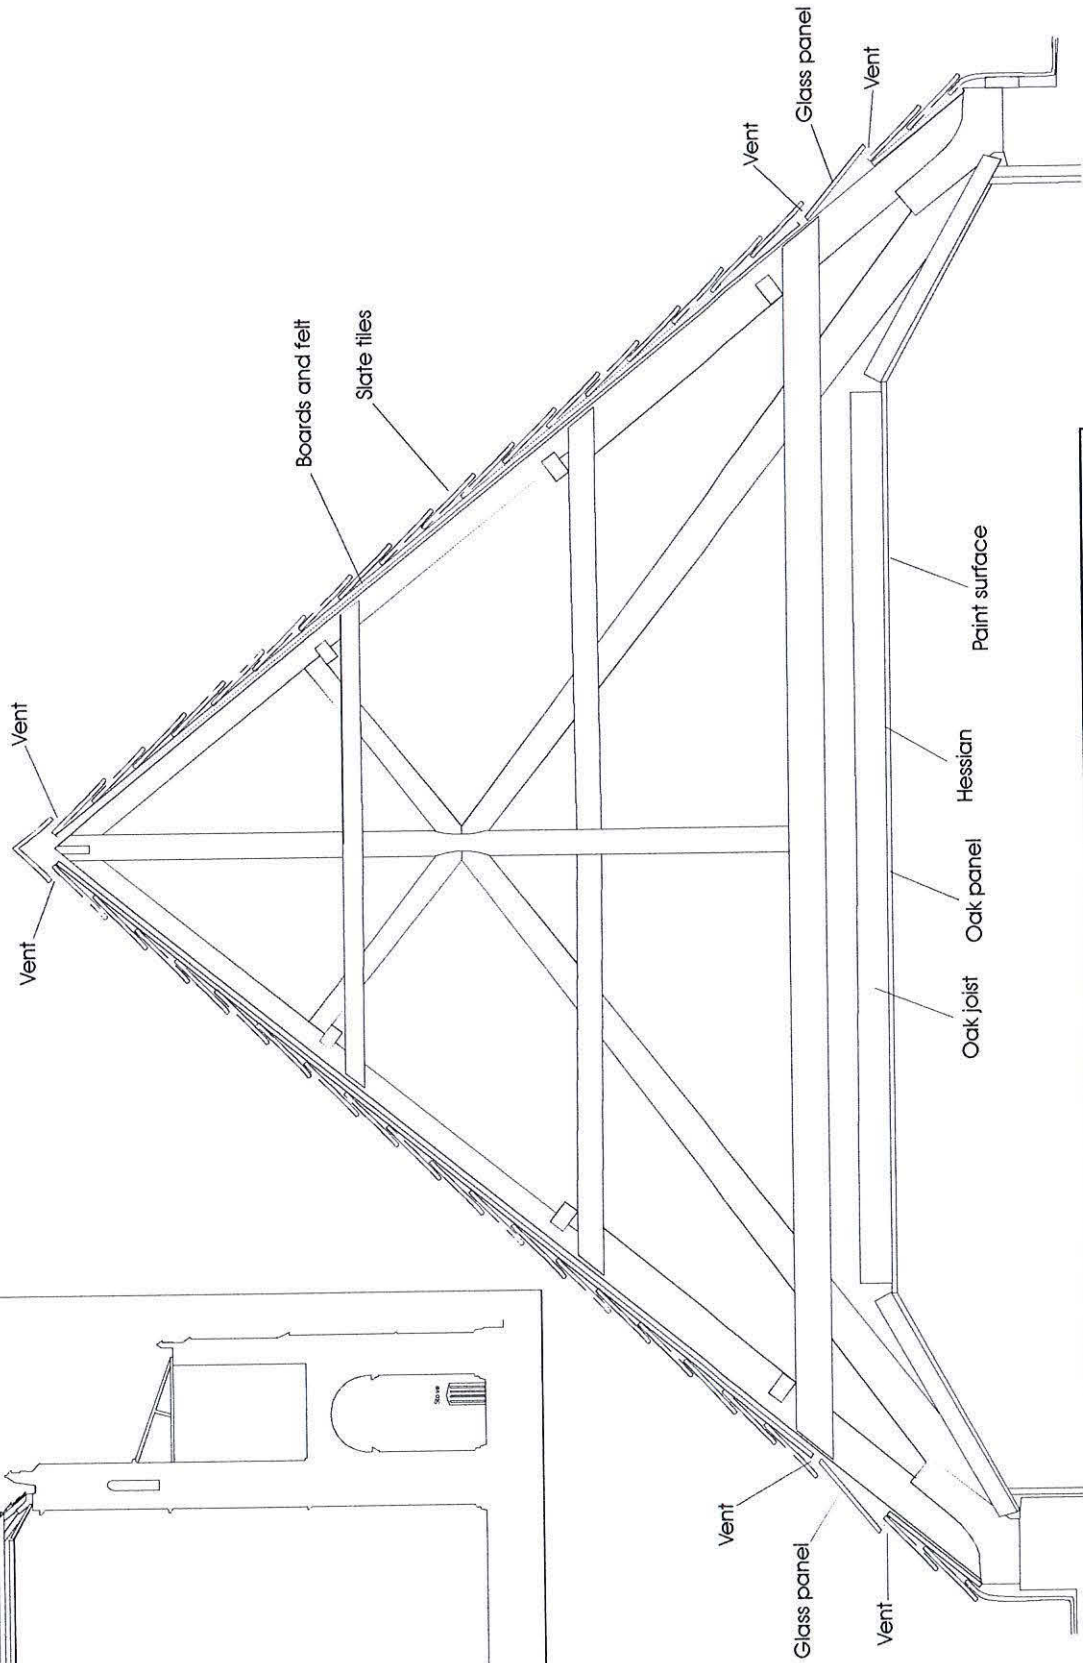 Vent
Vent
Boards and felt
Slate tiles
Vent
Glass panel
Vent
Vent
Glass panel
Vent
Oak joist
Oak panel
Hessian
Paint surface
Stove